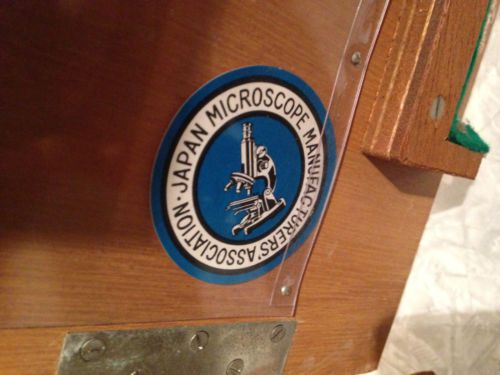 JAPAN MICROSCOPE MANUFACTURERS' ASSOCIATION ·